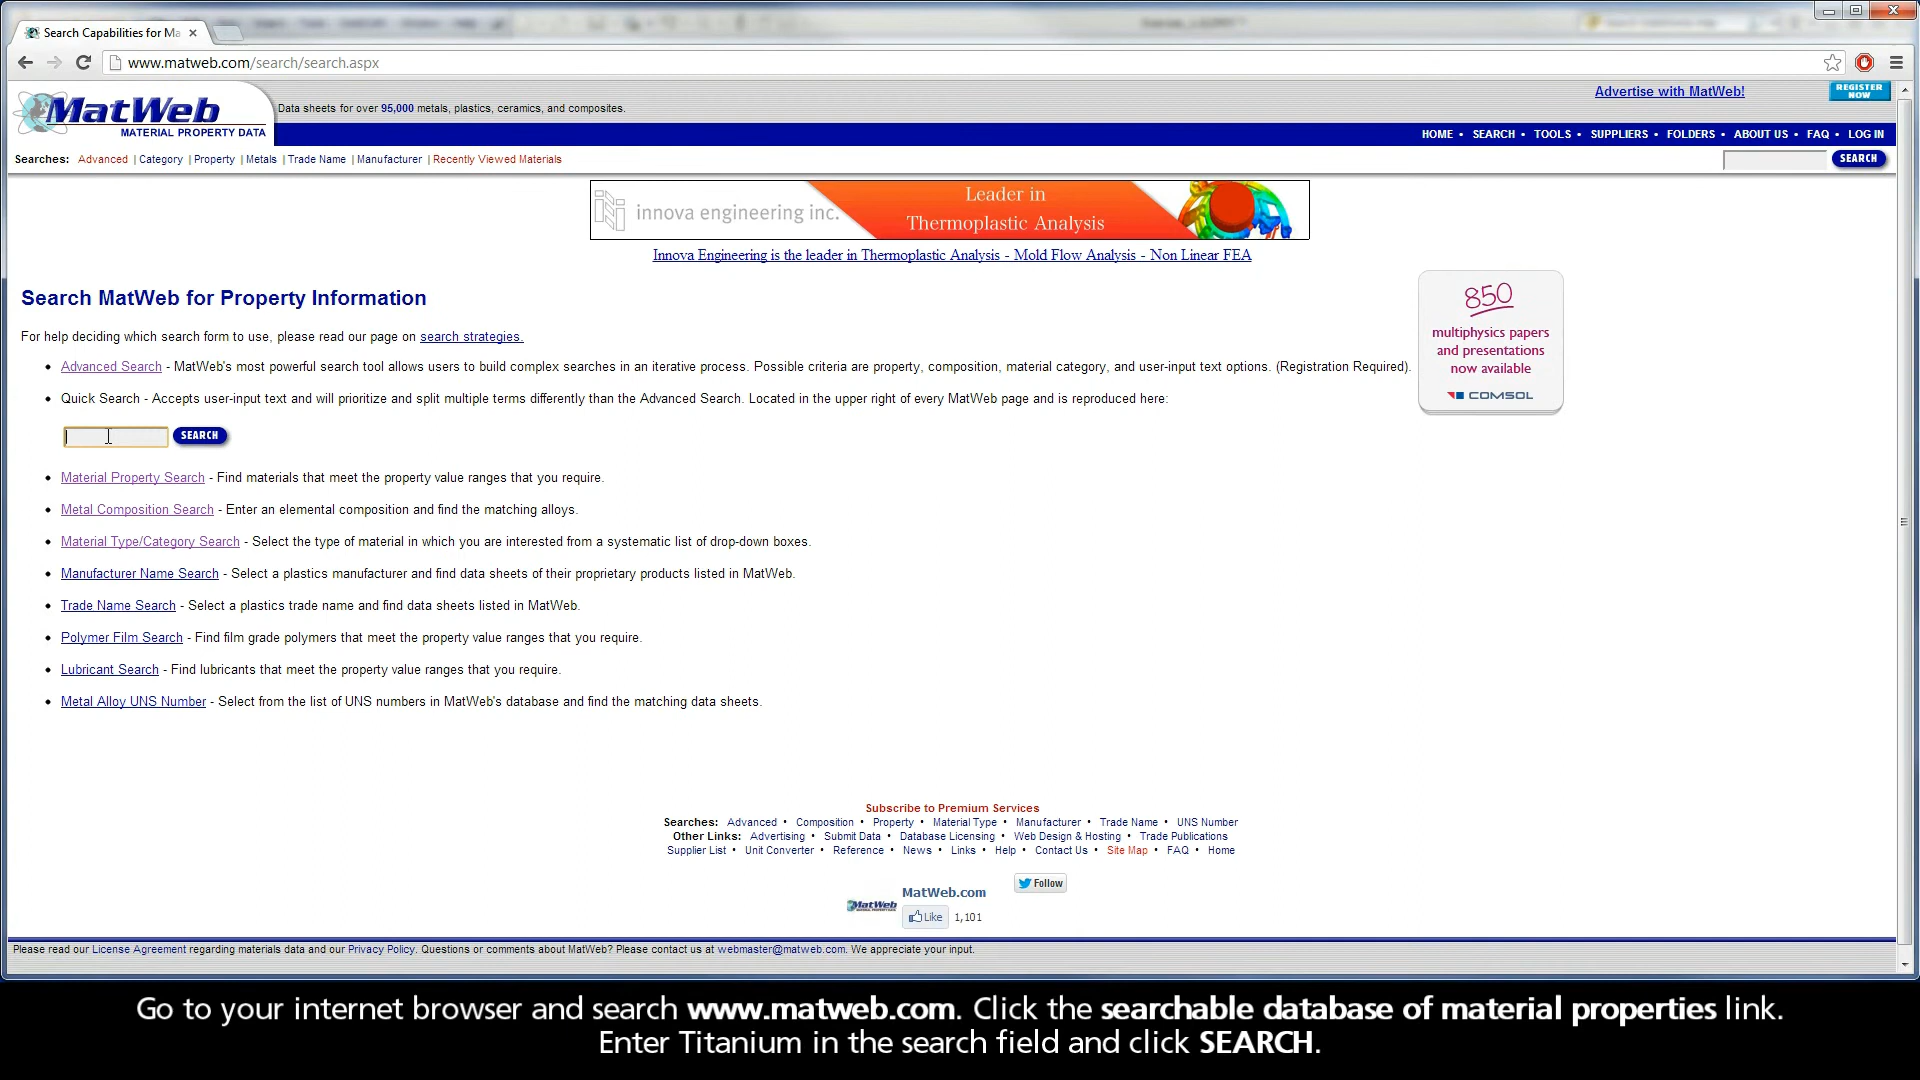 Search Capabilities for Ma
www.matweb.com/search/search.aspx
MatWeb
MATERIAL PROPERTY DATA
Data sheets for over 95,000 metals, plastics, ceramics, and composites.
Advertise with MatWeb!
REGISTER
NOW
HOME • SEARCH • TOOLS • SUPPLIERS • FOLDERS • ABOUT US • FAQ • LOG IN
Searches: Advanced | Category | Property | Metals | Trade Name | Manufacturer | Recently Viewed Materials
SEARCH
innova engineering inc.
Leader in
Thermoplastic Analysis
Innova Engineering is the leader in Thermoplastic Analysis - Mold Flow Analysis - Non Linear FEA
Search MatWeb for Property Information
For help deciding which search form to use, please read our page on search strategies.
• Advanced Search - MatWeb's most powerful search tool allows users to build complex searches in an iterative process. Possible criteria are property, composition, material category, and user-input text options. (Registration Required).
• Quick Search - Accepts user-input text and will prioritize and split multiple terms differently than the Advanced Search. Located in the upper right of every MatWeb page and is reproduced here:
SEARCH
850
multiphysics papers
and presentations
now available
COMSOL
• Material Property Search - Find materials that meet the property value ranges that you require.
• Metal Composition Search - Enter an elemental composition and find the matching alloys.
• Material Type/Category Search - Select the type of material in which you are interested from a systematic list of drop-down boxes.
• Manufacturer Name Search - Select a plastics manufacturer and find data sheets of their proprietary products listed in MatWeb.
• Trade Name Search - Select a plastics trade name and find data sheets listed in MatWeb.
• Polymer Film Search - Find film grade polymers that meet the property value ranges that you require.
• Lubricant Search - Find lubricants that meet the property value ranges that you require.
• Metal Alloy UNS Number - Select from the list of UNS numbers in MatWeb's database and find the matching data sheets.
Subscribe to Premium Services
Searches: Advanced • Composition • Property • Material Type • Manufacturer • Trade Name • UNS Number
Other Links: Advertising • Submit Data • Database Licensing • Web Design & Hosting • Trade Publications
Supplier List • Unit Converter • Reference • News • Links • Help • Contact Us • Site Map • FAQ • Home
MatWeb
MatWeb.com
Like 1,101
Follow
Please read our License Agreement regarding materials data and our Privacy Policy. Questions or comments about MatWeb? Please contact us at webmaster@matweb.com. We appreciate your input.
Go to your internet browser and search www.matweb.com. Click the searchable database of material properties link.
Enter Titanium in the search field and click SEARCH.